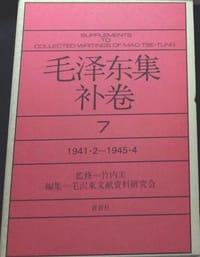 SUPPLEMENTS
TO
COLLECTED WRITINGS OF MAO TSE-TUNG
毛泽东集
补卷
7
1941·2—1945·4
監修—竹内実
編集—毛沢東文献資料研究会
蒼蒼社